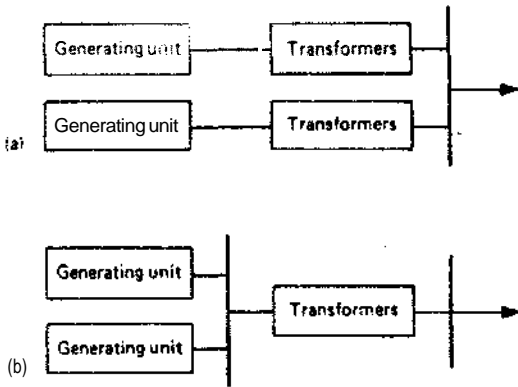 Generating unit Transformers
Generating unit Transformers
(a)
Generating unit
Transformers
Generating unit
(b)